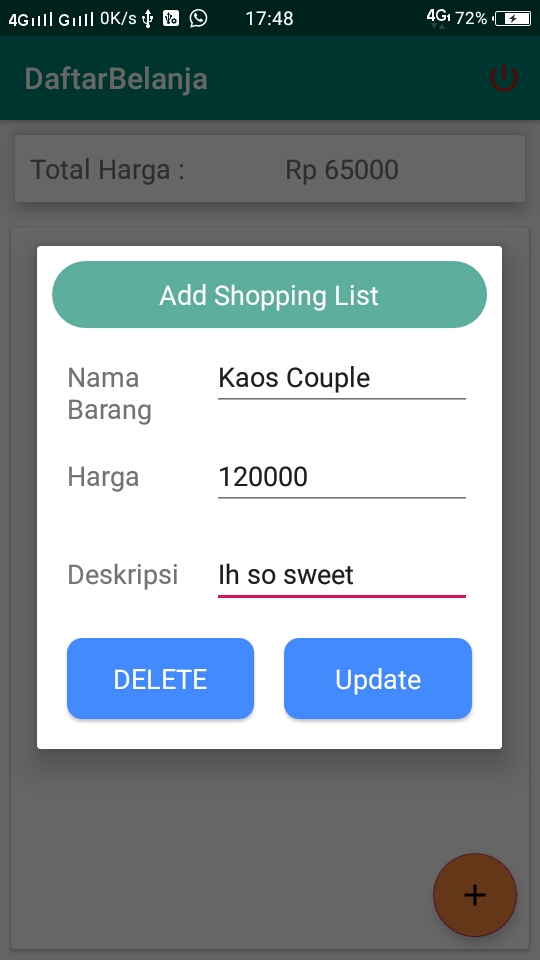 4G 4G 0K/s 17:48 4G 72%
DaftarBelanja
Total Harga : Rp 65000
Add Shopping List
Nama Kaos Couple
Barang
Harga 120000
Deskripsi Ih so sweet
DELETE Update
+